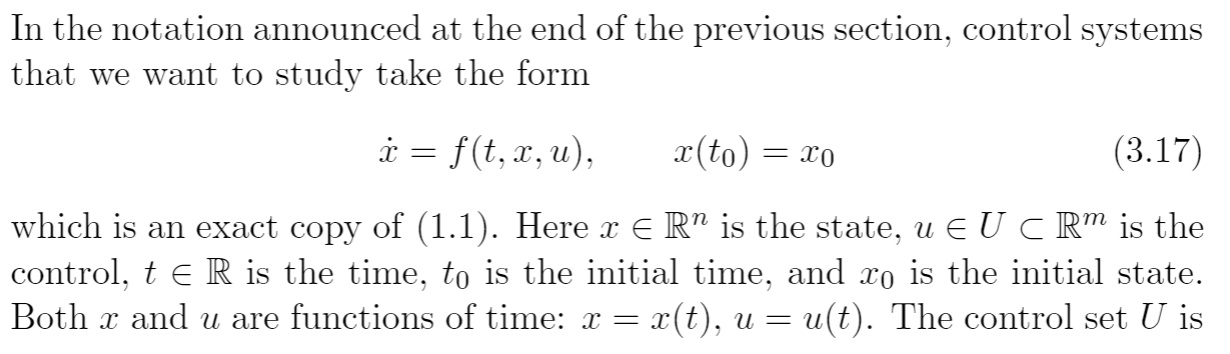 In the notation announced at the end of the previous section, control systems
that we want to study take the form
ẋ = f(t, x, u), x(t₀) = x₀ (3.17)
which is an exact copy of (1.1). Here x ∈ ℝⁿ is the state, u ∈ U ⊂ ℝᵐ is the
control, t ∈ ℝ is the time, t₀ is the initial time, and x₀ is the initial state.
Both x and u are functions of time: x = x(t), u = u(t). The control set U is